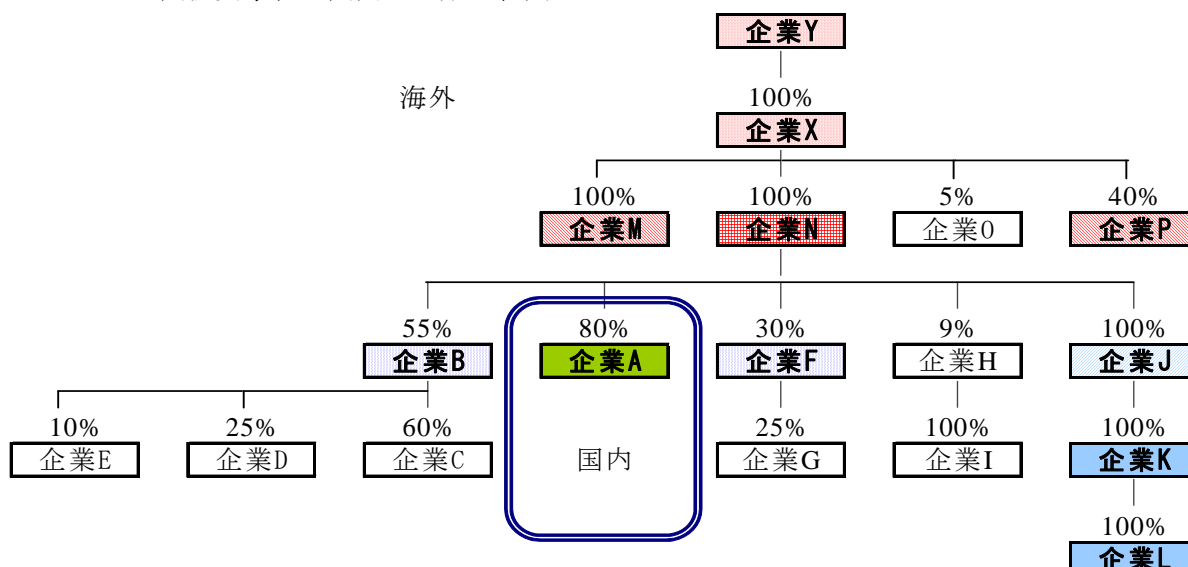 企業Y
海外
100%
企業X
100% 100% 5% 40%
企業M 企業N 企業O 企業P
55% 80% 30% 9% 100%
企業B 企業A 企業F 企業H 企業J
10% 25% 60% 25% 100% 100%
企業E 企業D 企業C 国内 企業G 企業I 企業K
100%
企業L